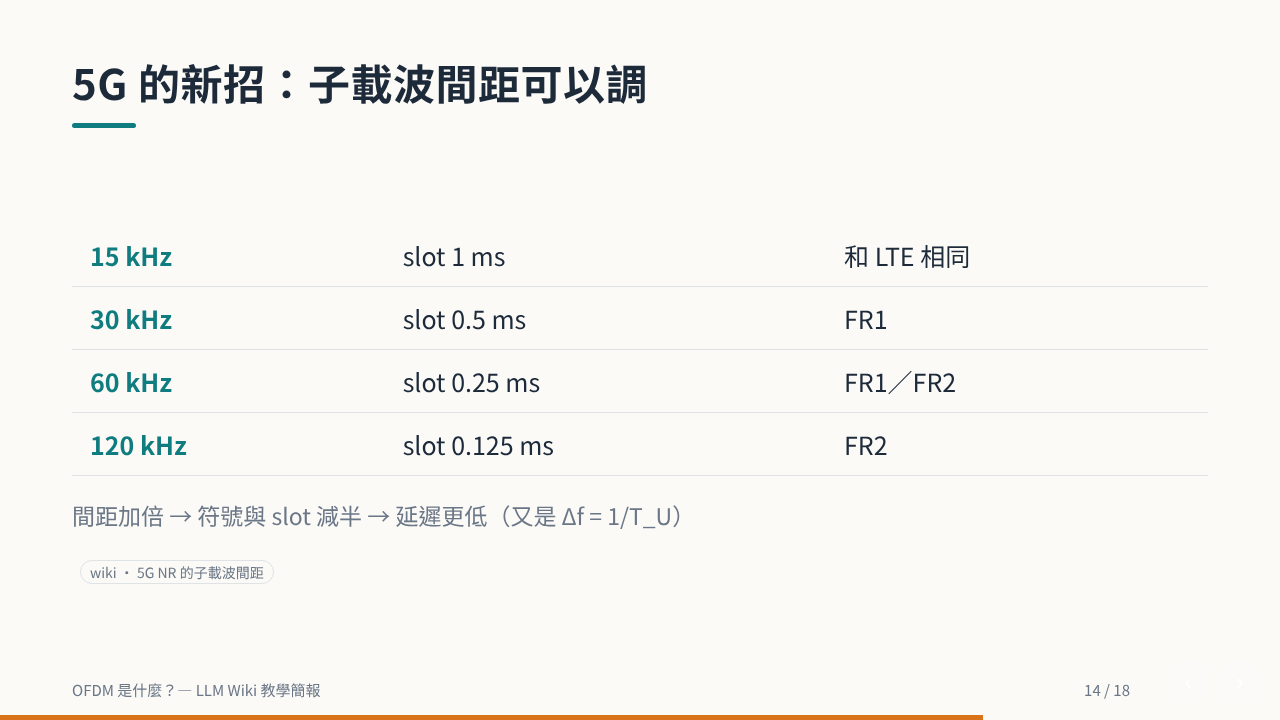 5G 的新招：子載波間距可以調
15 kHz slot 1 ms 和 LTE 相同
30 kHz slot 0.5 ms FR1
60 kHz slot 0.25 ms FR1／FR2
120 kHz slot 0.125 ms FR2
間距加倍 → 符號與 slot 減半 → 延遲更低（又是 Δf = 1/T_U）
wiki · 5G NR 的子載波間距
OFDM 是什麼？— LLM Wiki 教學簡報 14 / 18